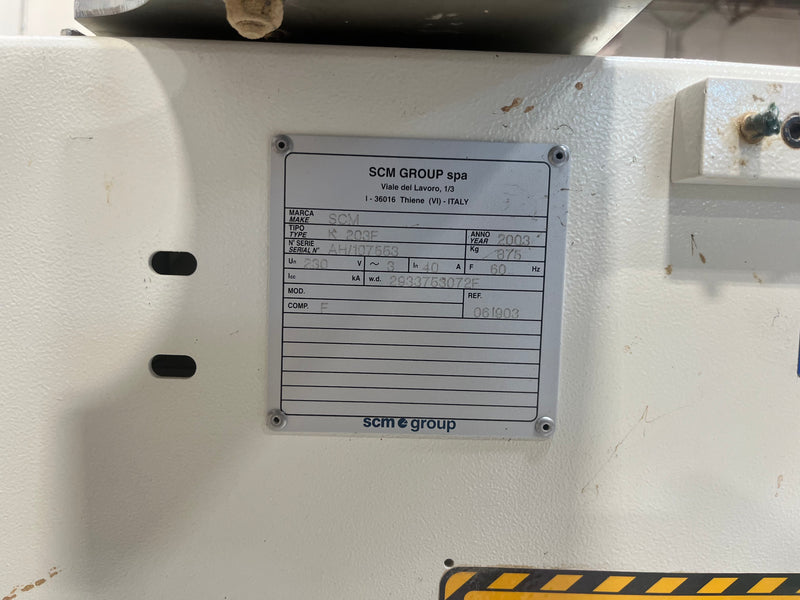 SCM GROUP spa
Viale del Lavoro, 1/3
I - 36016 Thiene (VI) - ITALY
MARCA MAKE SCM
TIPO TYPE K 203F ANNO YEAR 2003
N° SERIE SERIAL N° AH/107563 Kg 875
Un 230 V ~ 3 In 40 A F 60 Hz
Icc kA w.d. 2933753072F
MOD. REF.
COMP. F 061903
scm group